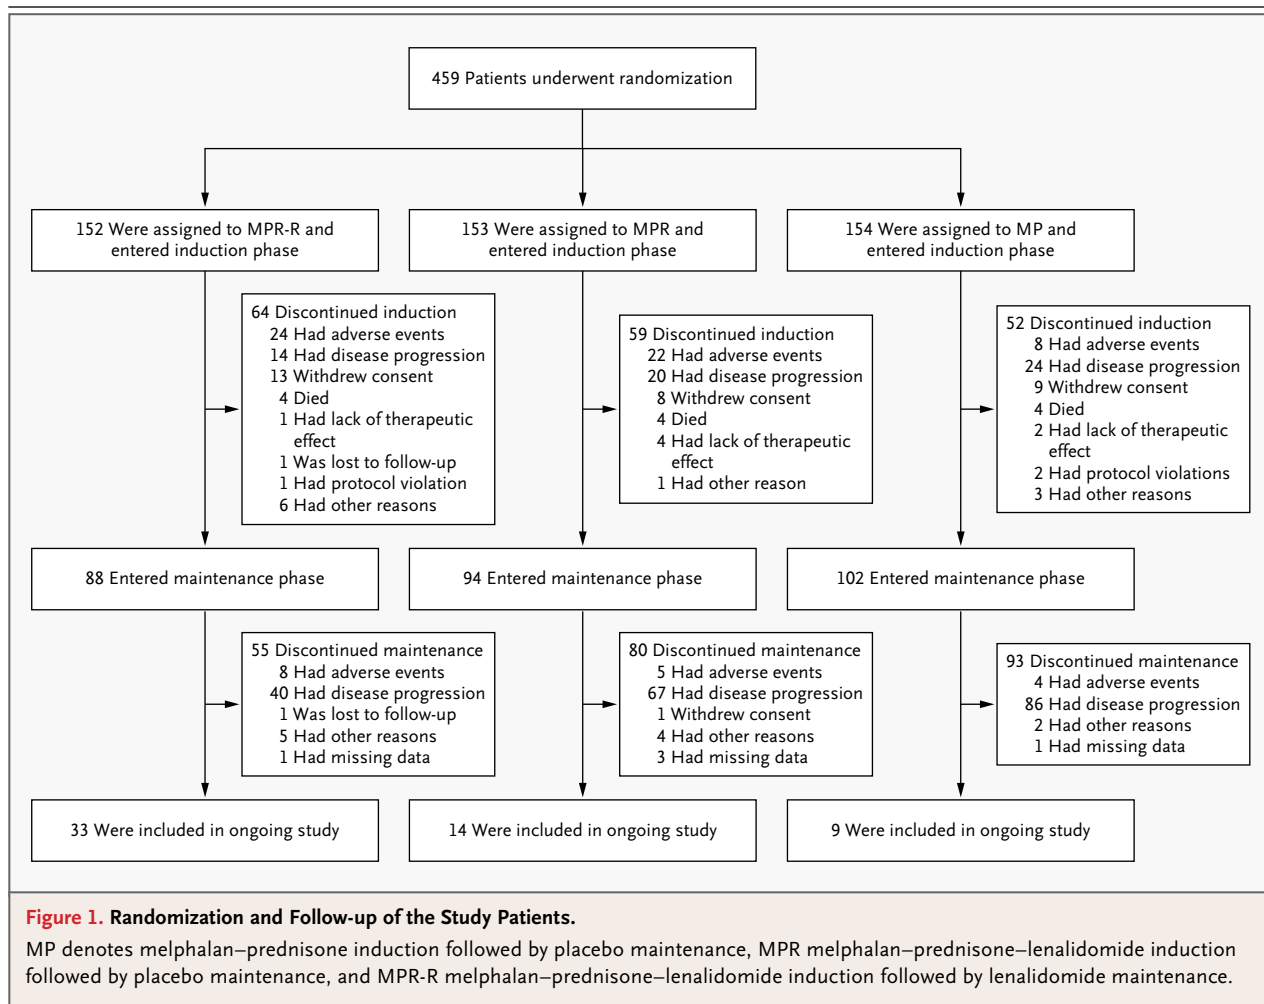 459 Patients underwent randomization
152 Were assigned to MPR-R and
entered induction phase
153 Were assigned to MPR and
entered induction phase
154 Were assigned to MP and
entered induction phase
64 Discontinued induction
24 Had adverse events
14 Had disease progression
13 Withdrew consent
4 Died
1 Had lack of therapeutic
effect
1 Was lost to follow-up
1 Had protocol violation
6 Had other reasons
59 Discontinued induction
22 Had adverse events
20 Had disease progression
8 Withdrew consent
4 Died
4 Had lack of therapeutic
effect
1 Had other reason
52 Discontinued induction
8 Had adverse events
24 Had disease progression
9 Withdrew consent
4 Died
2 Had lack of therapeutic
effect
2 Had protocol violations
3 Had other reasons
88 Entered maintenance phase
94 Entered maintenance phase
102 Entered maintenance phase
55 Discontinued maintenance
8 Had adverse events
40 Had disease progression
1 Was lost to follow-up
5 Had other reasons
1 Had missing data
80 Discontinued maintenance
5 Had adverse events
67 Had disease progression
1 Withdrew consent
4 Had other reasons
3 Had missing data
93 Discontinued maintenance
4 Had adverse events
86 Had disease progression
2 Had other reasons
1 Had missing data
33 Were included in ongoing study
14 Were included in ongoing study
9 Were included in ongoing study
Figure 1. Randomization and Follow-up of the Study Patients.
MP denotes melphalan–prednisone induction followed by placebo maintenance, MPR melphalan–prednisone–lenalidomide induction
followed by placebo maintenance, and MPR-R melphalan–prednisone–lenalidomide induction followed by lenalidomide maintenance.